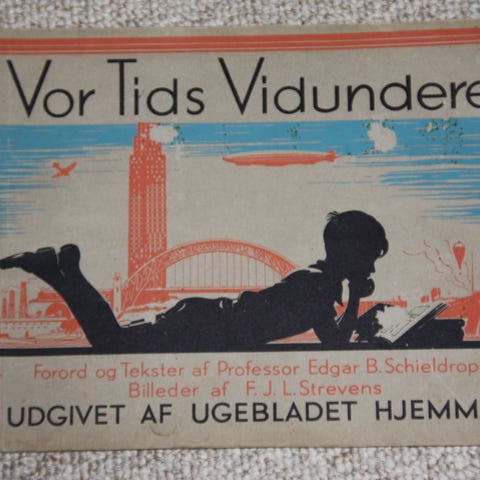 Vor Tids Vidundere
Forord og Tekster af Professor Edgar B. Schieldrop
Billeder af F. J. L. Strevens
UDGIVET AF UGEBLADET HJEMM